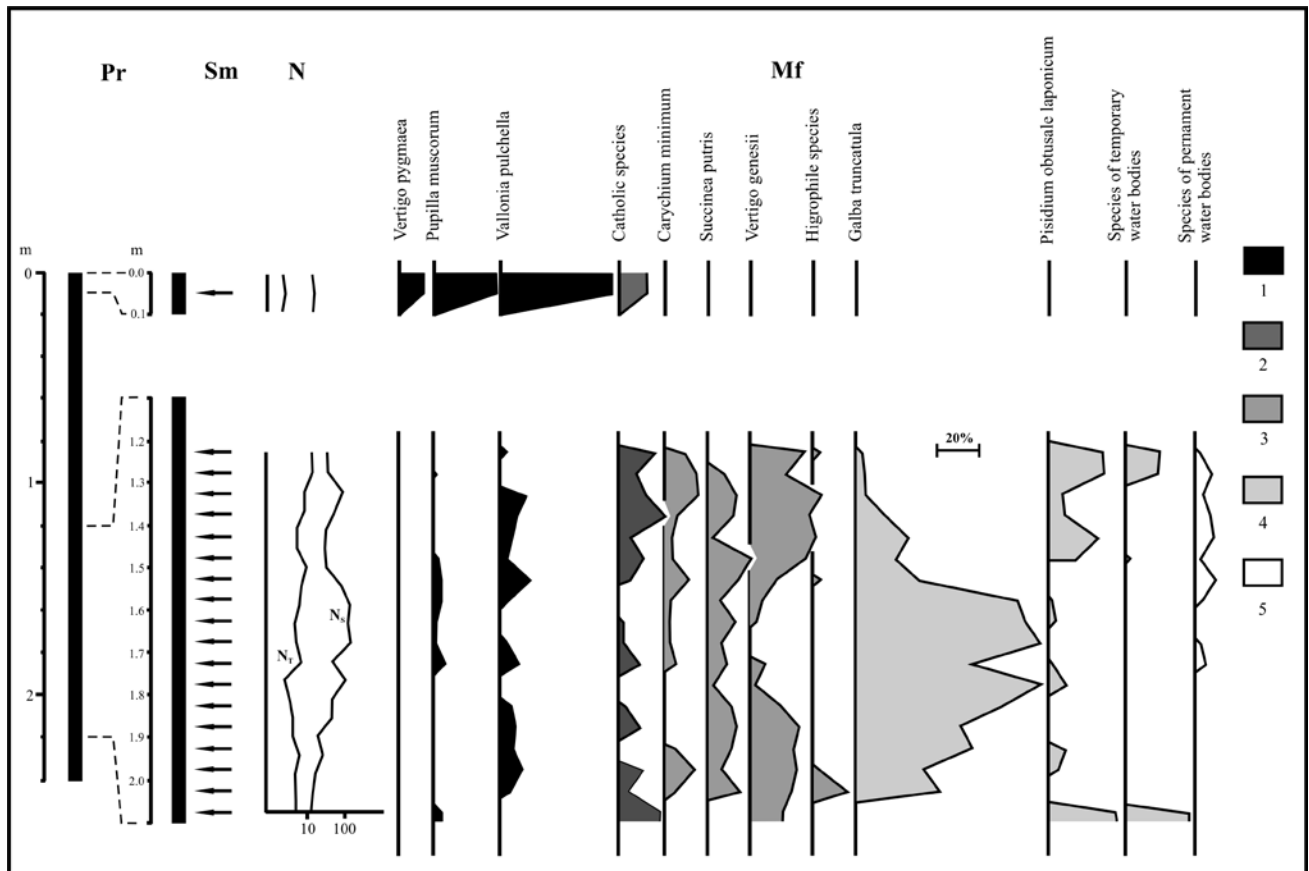 Pr
Sm
N
Mf
Vertigo pygmaea
Pupilla muscorum
Vallonia pulchella
Catholic species
Carychium minimum
Succinea putris
Vertigo genesii
Higrophile species
Galba truncatula
Pisidium obtusale laponicum
Species of temporary
water bodies
Species of pernament
water bodies
m
m
0
0.0
0.1
1
2
1.2
1.3
1.4
1.5
1.6
1.7
1.8
1.9
2.0
20%
NS
NT
10
100
1
2
3
4
5